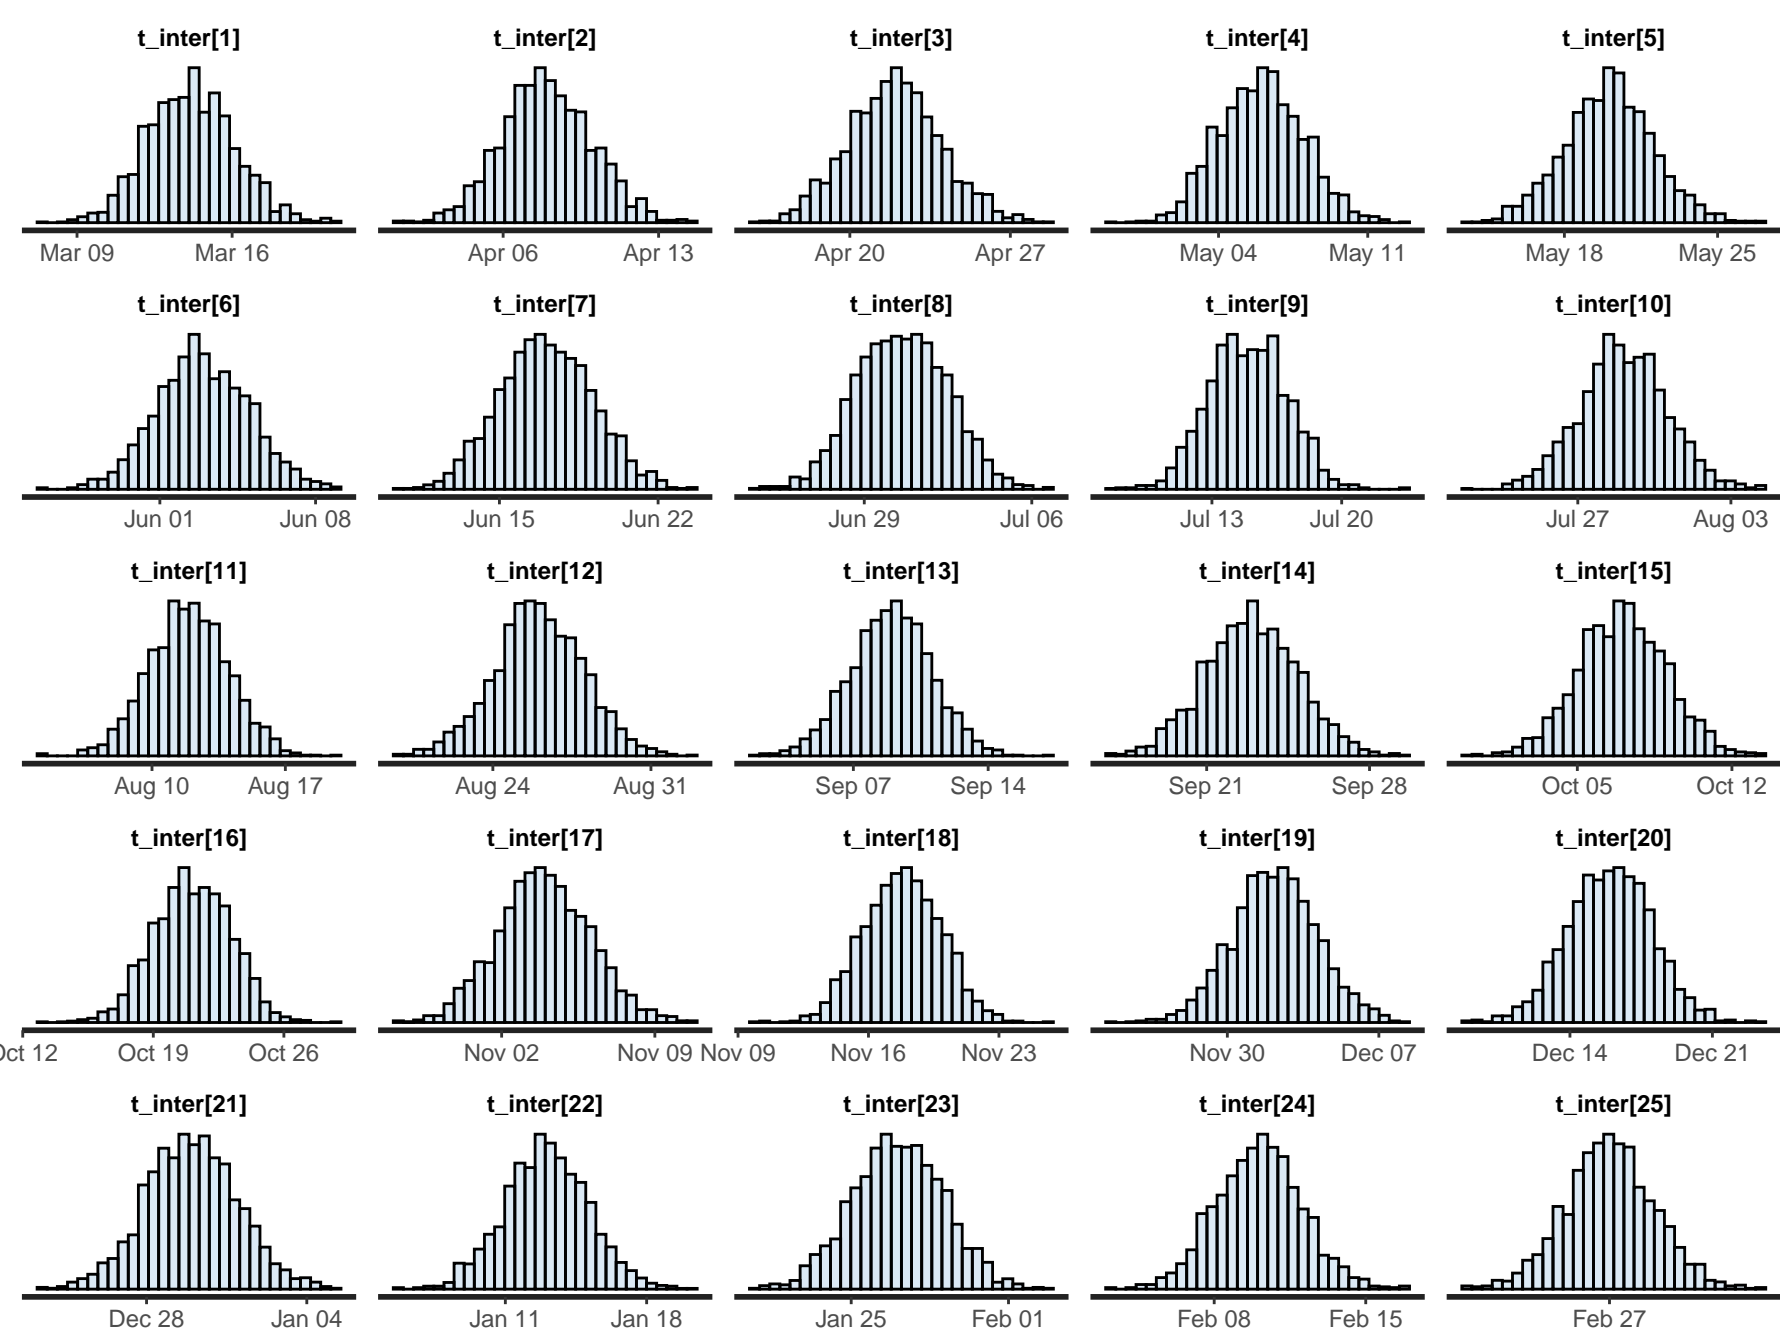 t_inter[1] t_inter[2] t_inter[3] t_inter[4] t_inter[5]
Mar 09 Mar 16 Apr 06 Apr 13 Apr 20 Apr 27 May 04 May 11 May 18 May 25
t_inter[6] t_inter[7] t_inter[8] t_inter[9] t_inter[10]
Jun 01 Jun 08 Jun 15 Jun 22 Jun 29 Jul 06 Jul 13 Jul 20 Jul 27 Aug 03
t_inter[11] t_inter[12] t_inter[13] t_inter[14] t_inter[15]
Aug 10 Aug 17 Aug 24 Aug 31 Sep 07 Sep 14 Sep 21 Sep 28 Oct 05 Oct 12
t_inter[16] t_inter[17] t_inter[18] t_inter[19] t_inter[20]
Oct 12 Oct 19 Oct 26 Nov 02 Nov 09 Nov 09 Nov 16 Nov 23 Nov 30 Dec 07 Dec 14 Dec 21
t_inter[21] t_inter[22] t_inter[23] t_inter[24] t_inter[25]
Dec 28 Jan 04 Jan 11 Jan 18 Jan 25 Feb 01 Feb 08 Feb 15 Feb 27